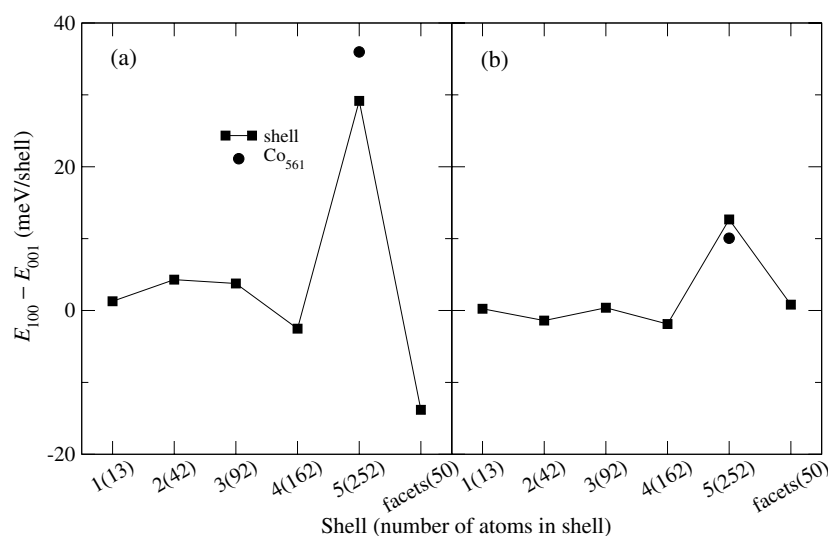 40
(a)
(b)
shell
Co561
20
0
-20
E100 − E001 (meV/shell)
1(13)
2(42)
3(92)
4(162)
5(252)
facets(50)
1(13)
2(42)
3(92)
4(162)
5(252)
facets(50)
Shell (number of atoms in shell)